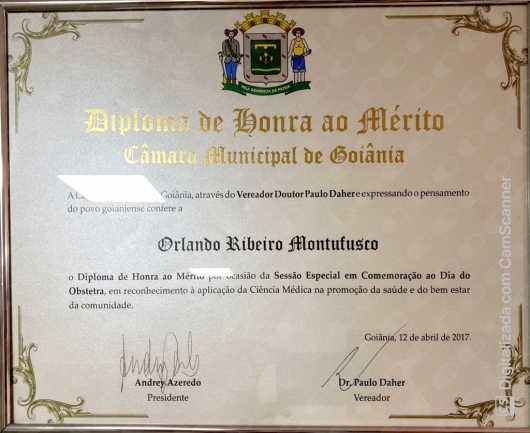 PELA GRANDEZA DA PÁTRIA
Diploma de Honra ao Mérito
Câmara Municipal de Goiânia
A Goiânia, através do Vereador Doutor Paulo Daher e expressando o pensamento
do povo goianiense confere a
Orlando Ribeiro Montufusco
o Diploma de Honra ao Mérito por ocasião da Sessão Especial em Comemoração ao Dia do
Obstetra, em reconhecimento à aplicação da Ciência Médica na promoção da saúde e do bem estar
da comunidade.
Goiânia, 12 de abril de 2017.
Andrey Azeredo
Presidente
Dr. Paulo Daher
Vereador
CS Digitalizada com CamScanner